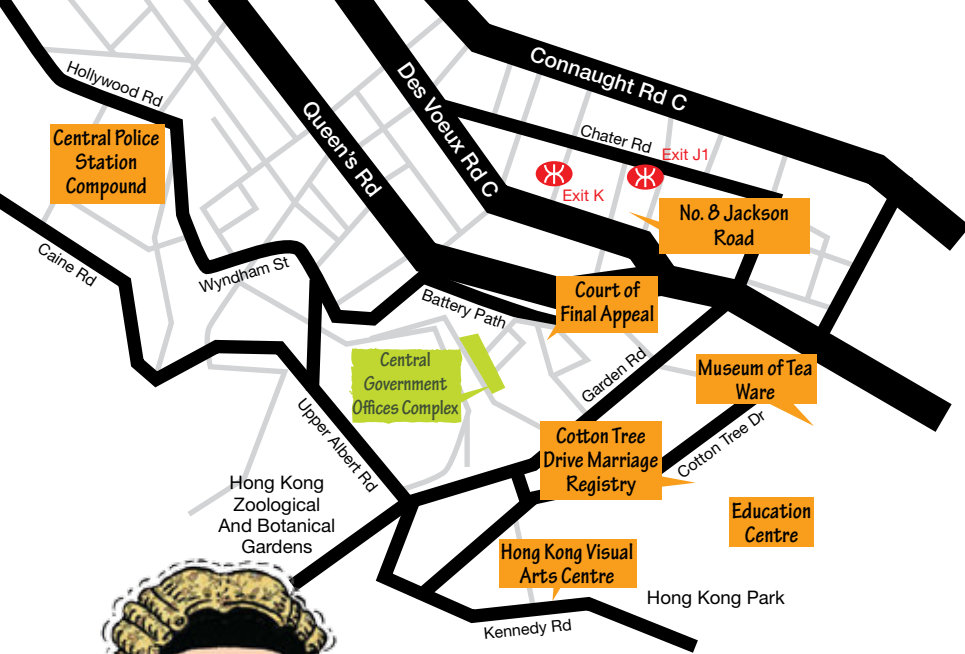 Connaught Rd C
Hollywood Rd
Des Voeux Rd C
Queen's Rd
Chater Rd
Exit J1
Central Police
Station
Compound
Exit K
No. 8 Jackson
Road
Caine Rd
Wyndham St
Battery Path
Court of
Final Appeal
Central
Government
Offices Complex
Garden Rd
Museum of Tea
Ware
Upper Albert Rd
Cotton Tree
Drive Marriage
Registry
Cotton Tree Dr
Hong Kong
Zoological
And Botanical
Gardens
Education
Centre
Hong Kong Visual
Arts Centre
Hong Kong Park
Kennedy Rd